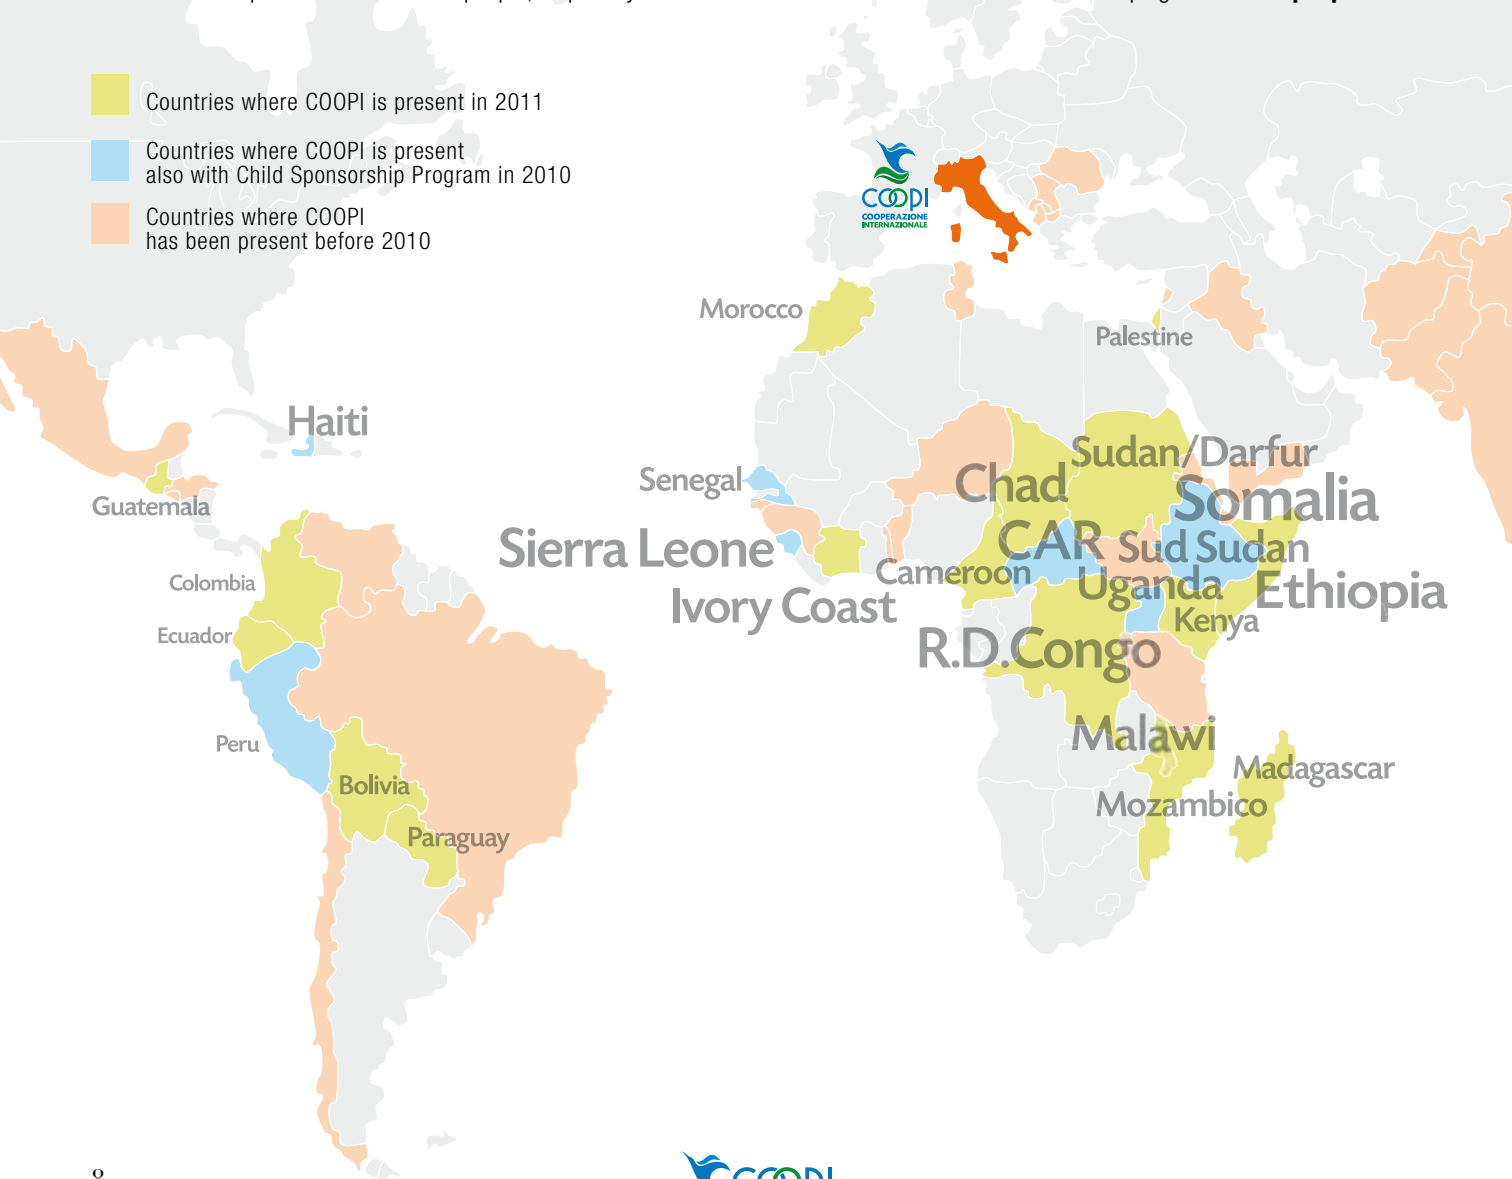 Countries where COOPI is present in 2011
Countries where COOPI is present
also with Child Sponsorship Program in 2010
Countries where COOPI
has been present before 2010
COOPI
COOPERAZIONE
INTERNAZIONALE
Morocco
Palestine
Haiti
Guatemala
Senegal
Sudan/Darfur
Chad
Somalia
Sierra Leone
CAR
Sud Sudan
Cameroon
Uganda
Ethiopia
Ivory Coast
Kenya
R.D.Congo
Colombia
Ecuador
Peru
Bolivia
Paraguay
Malawi
Madagascar
Mozambico
COOPI